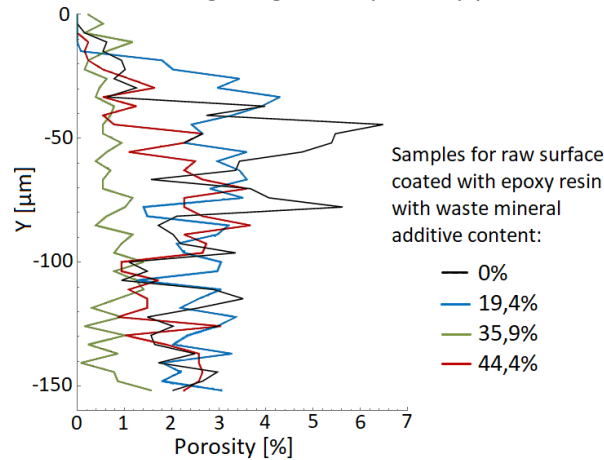 0
-50
-100
-150
Y [µm]
0 1 2 3 4 5 6 7
Porosity [%]
Samples for raw surface
coated with epoxy resin
with waste mineral
additive content:
0%
19,4%
35,9%
44,4%